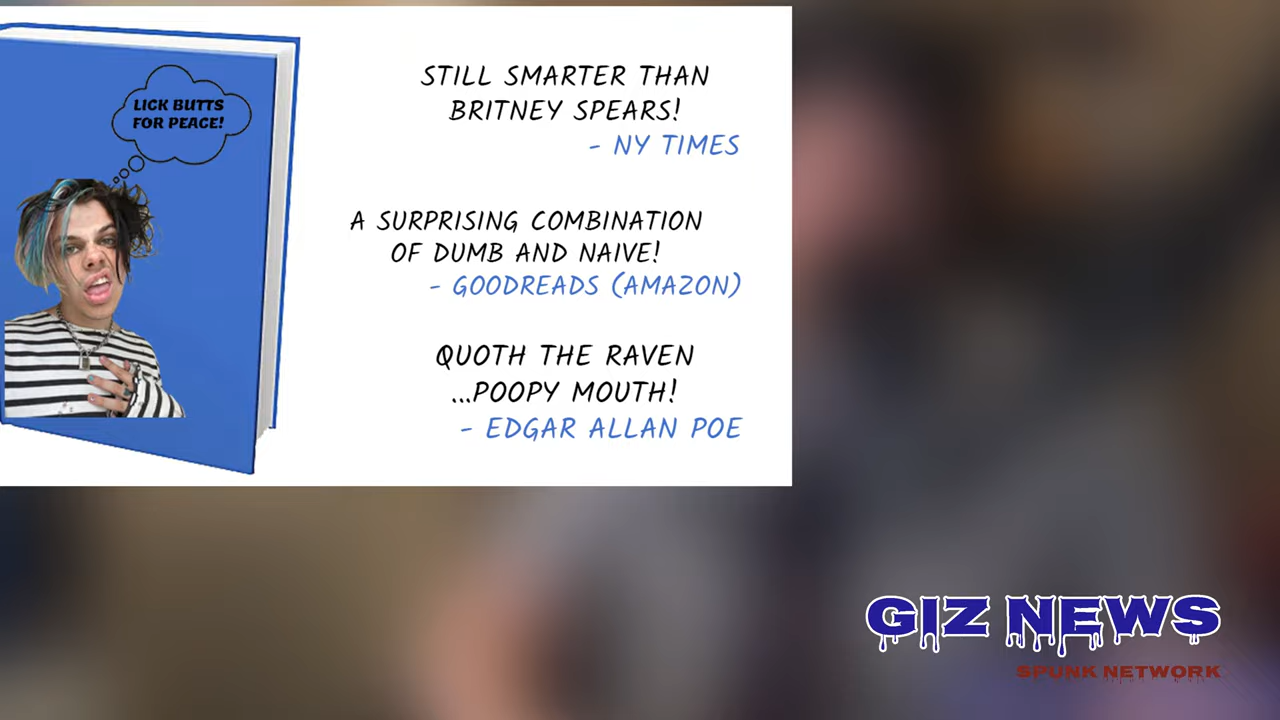 LICK BUTTS
FOR PEACE!
STILL SMARTER THAN
BRITNEY SPEARS!
- NY TIMES
A SURPRISING COMBINATION
OF DUMB AND NAIVE!
- GOODREADS (AMAZON)
QUOTH THE RAVEN
...POOPY MOUTH!
- EDGAR ALLAN POE
GIZ NEWS
SPUNK NETWORK